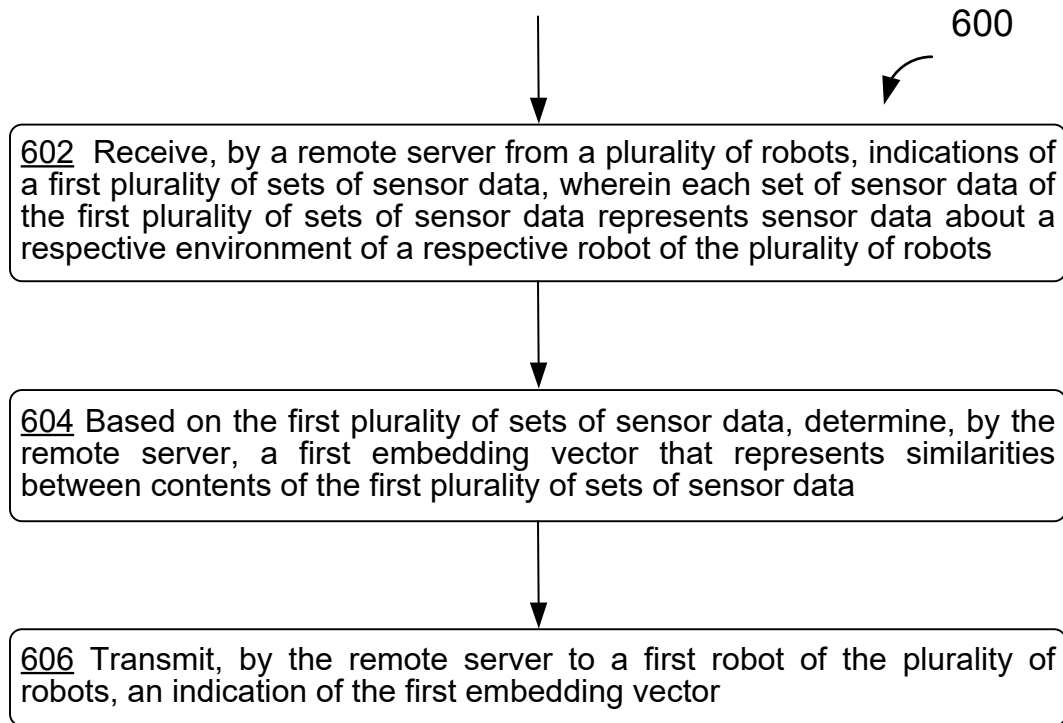 600
602 Receive, by a remote server from a plurality of robots, indications of
a first plurality of sets of sensor data, wherein each set of sensor data of
the first plurality of sets of sensor data represents sensor data about a
respective environment of a respective robot of the plurality of robots
604 Based on the first plurality of sets of sensor data, determine, by the
remote server, a first embedding vector that represents similarities
between contents of the first plurality of sets of sensor data
606 Transmit, by the remote server to a first robot of the plurality of
robots, an indication of the first embedding vector